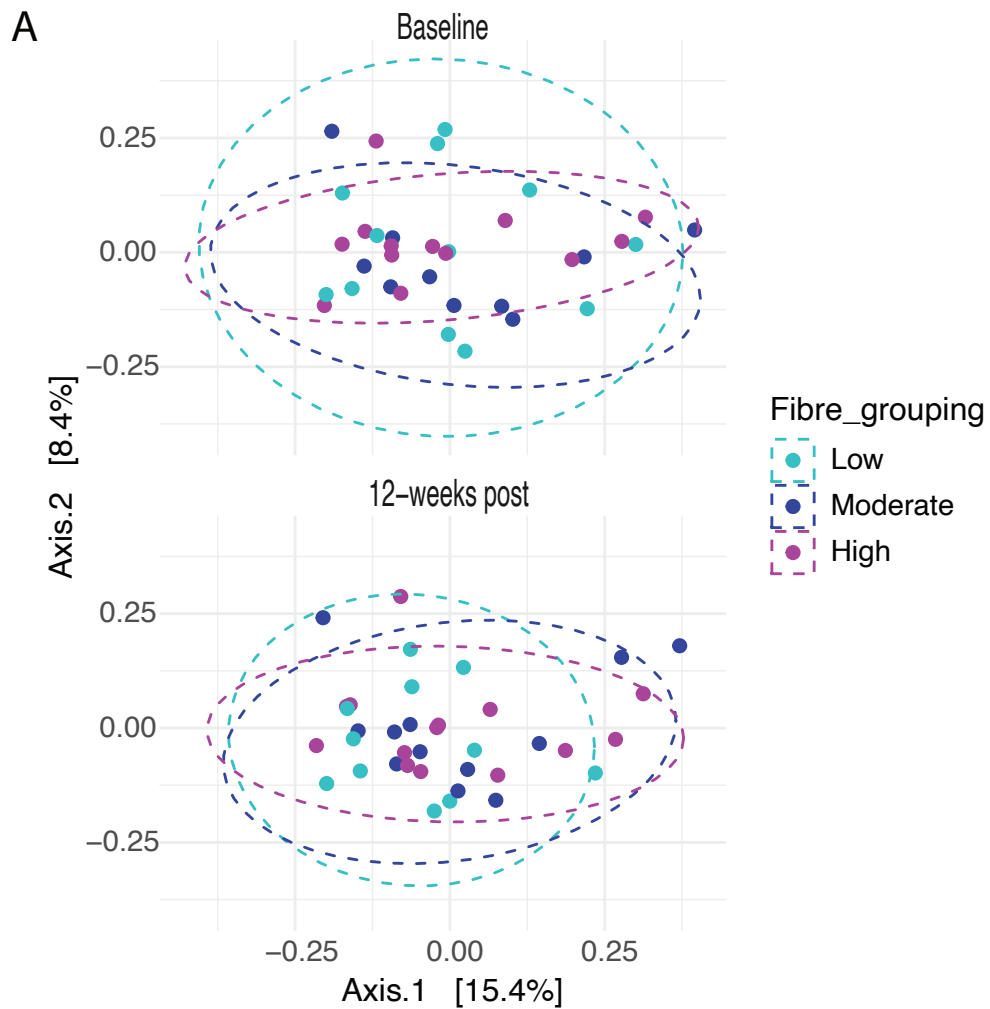 A
Baseline
0.25
0.00
−0.25
Axis.2 [8.4%]
12−weeks post
0.25
0.00
−0.25
−0.25 0.00 0.25
Axis.1 [15.4%]
Fibre_grouping
Low
Moderate
High